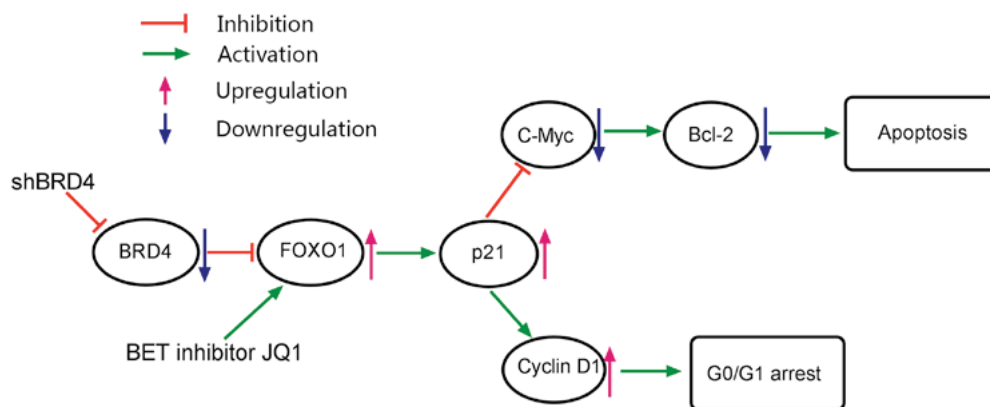 Inhibition
Activation
Upregulation
Downregulation
C-Myc
Bcl-2
Apoptosis
shBRD4
BRD4
FOXO1
p21
BET inhibitor JQ1
Cyclin D1
G0/G1 arrest